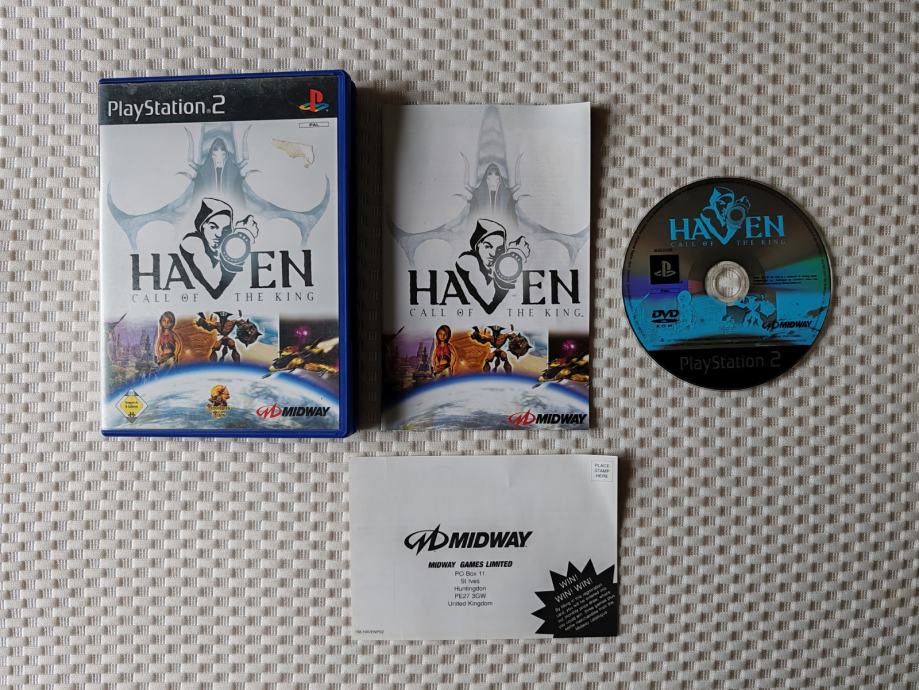 PlayStation 2
PAL
HAVEN
CALL OF THE KING
MIDWAY
HAVEN
CALL OF THE KING
MIDWAY
HAVEN
CALL OF THE KING
PAL
DVD
ROM
MIDWAY
PlayStation 2
PLACE
STAMP
HERE
MIDWAY
MIDWAY GAMES LIMITED
PO Box 11
St Ives
Huntingdon
PE27 3GW
United Kingdom
WIN!
WIN! WIN!